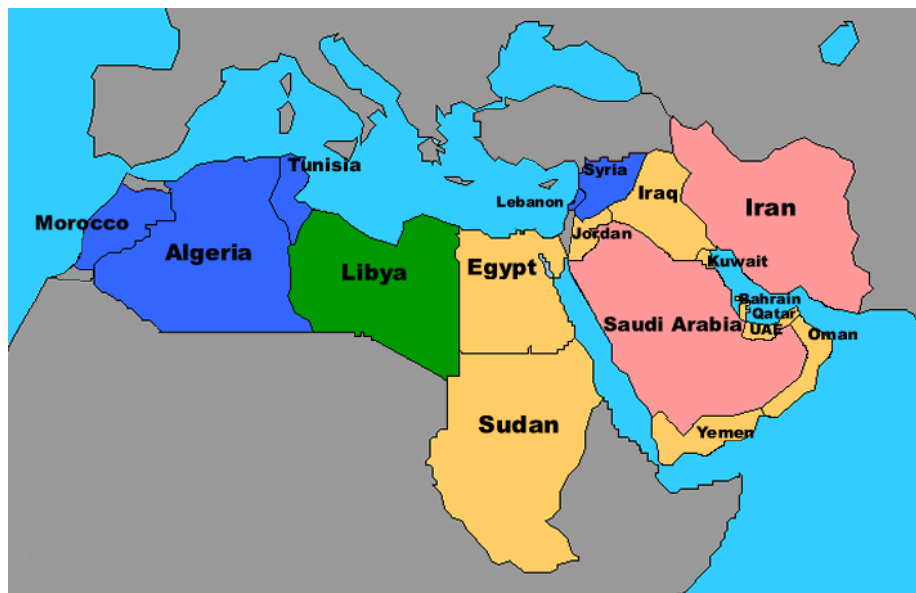 Tunisia
Syria
Lebanon
Iraq
Iran
Morocco
Jordan
Algeria
Libya
Egypt
Kuwait
Bahrain
Qatar
Saudi Arabia
UAE
Oman
Sudan
Yemen